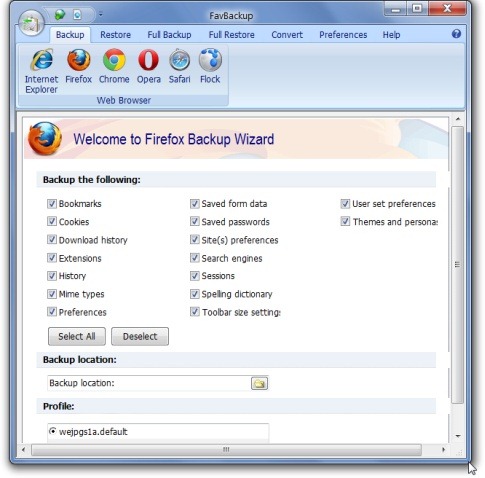 FavBackup
Backup Restore Full Backup Full Restore Convert Preferences Help
Internet Explorer Firefox Chrome Opera Safari Flock
Web Browser
Welcome to Firefox Backup Wizard
Backup the following:
Bookmarks Saved form data User set preferences
Cookies Saved passwords Themes and personas
Download history Site(s) preferences
Extensions Search engines
History Sessions
Mime types Spelling dictionary
Preferences Toolbar size settings
Select All Deselect
Backup location:
Backup location:
Profile:
wejpgs1a.default